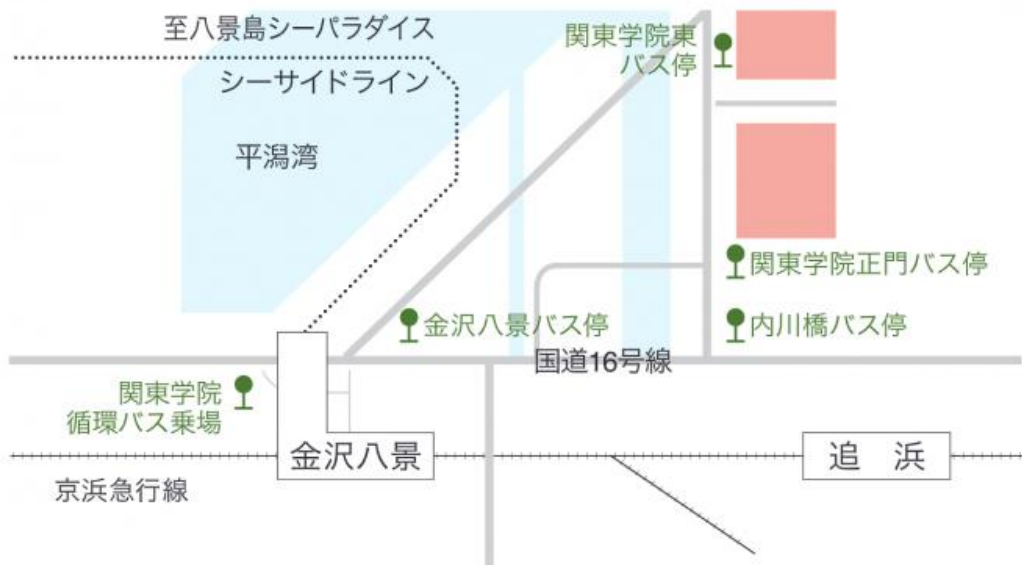 至八景島シーパラダイス
シーサイドライン
平潟湾
関東学院東
バス停
関東学院正門バス停
金沢八景バス停
内川橋バス停
国道16号線
関東学院
循環バス乗場
金沢八景
追 浜
京浜急行線